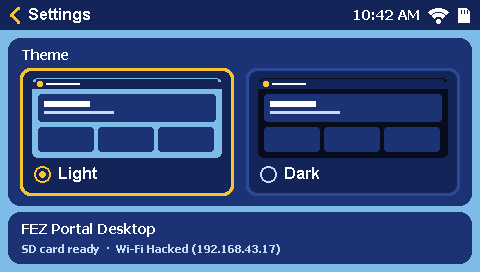 Settings
10:42 AM
Theme
Light
Dark
FEZ Portal Desktop
SD card ready · Wi-Fi Hacked (192.168.43.17)